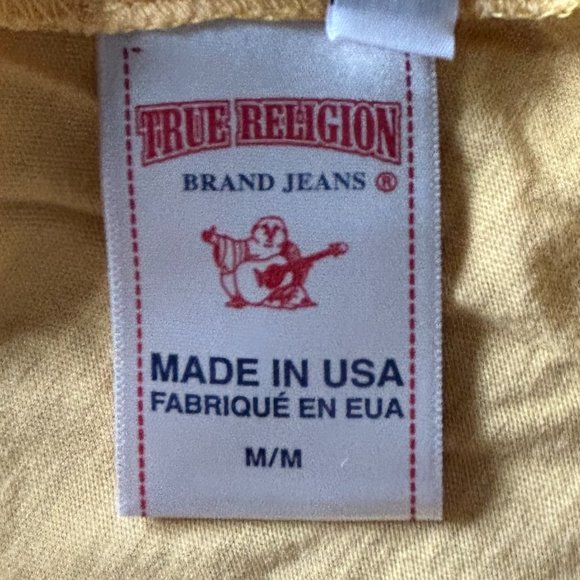 TRUE RELIGION
BRAND JEANS ®
MADE IN USA
FABRIQUÉ EN EUA
M/M